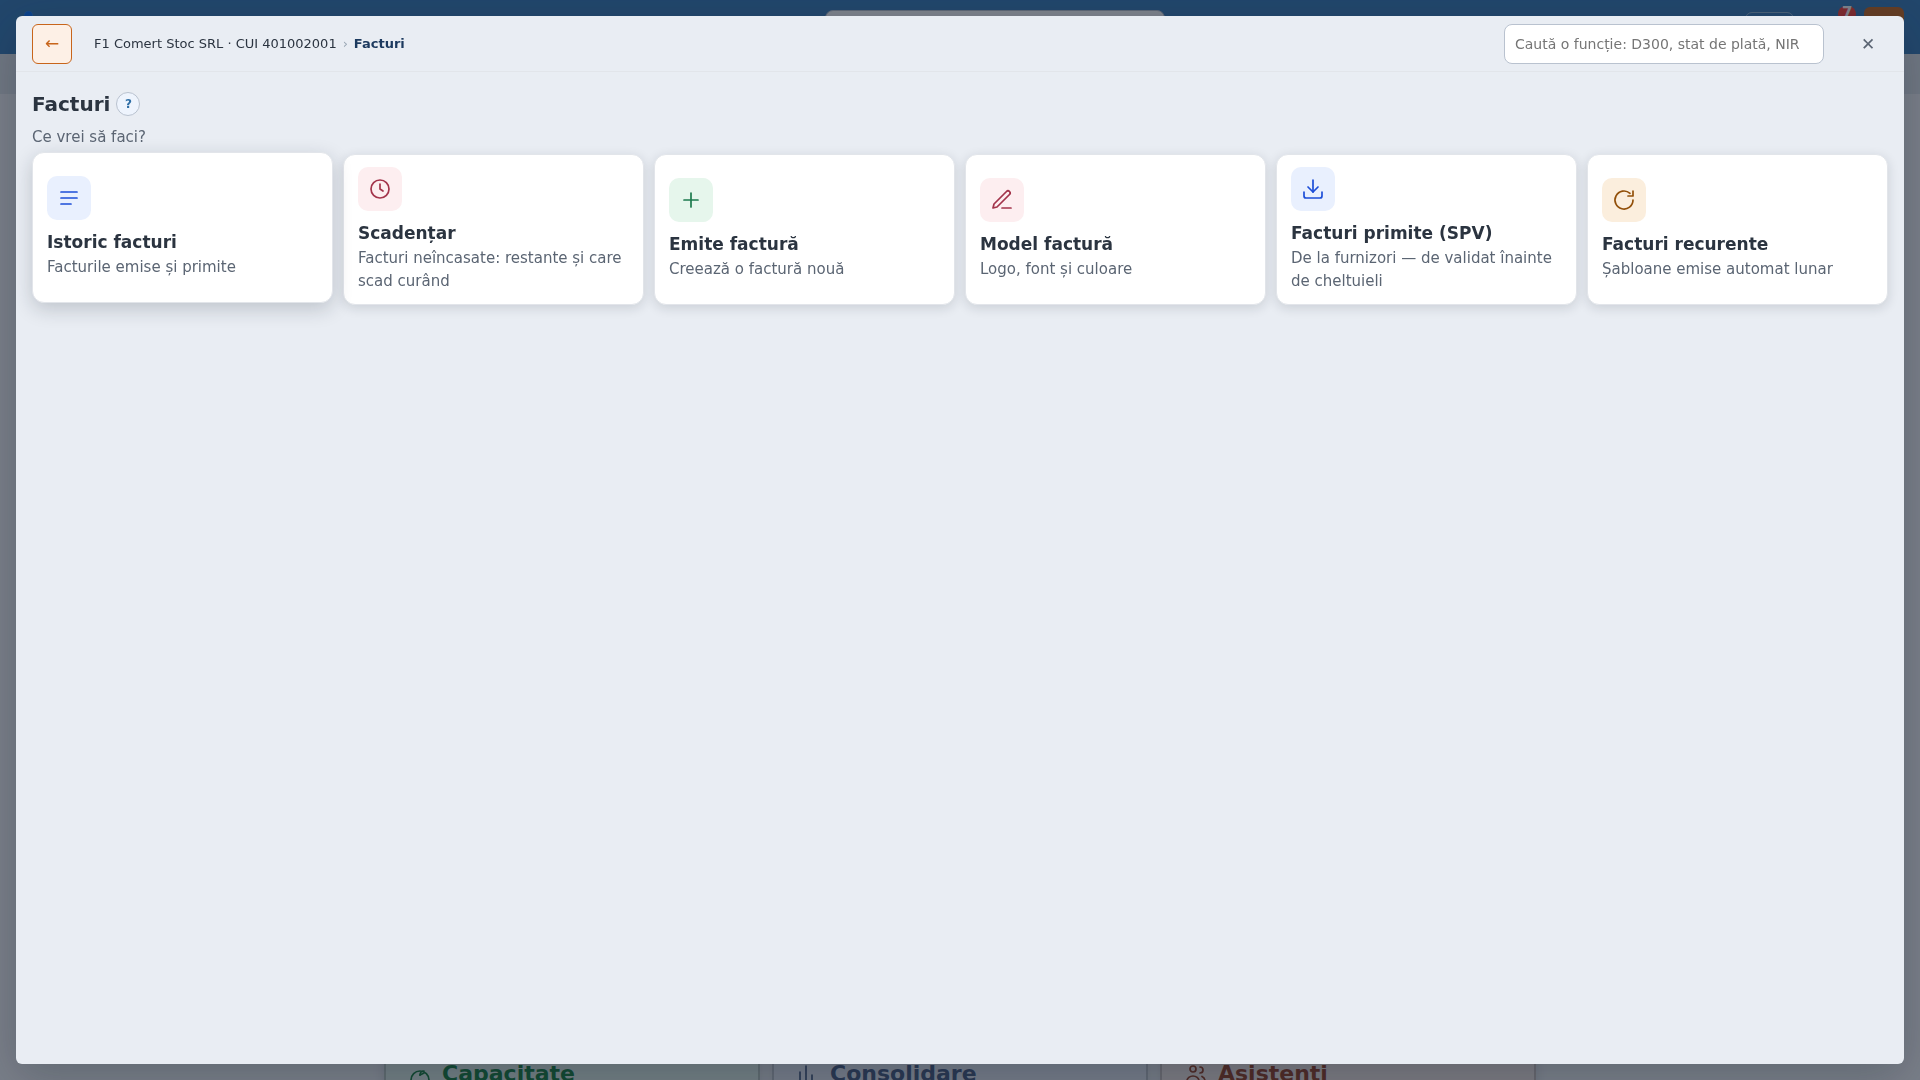 7
← F1 Comert Stoc SRL · CUI 401002001 › Facturi
Caută o funcție: D300, stat de plată, NIR
✕
Facturi ?
Ce vrei să faci?
Istoric facturi
Facturile emise și primite
Scadențar
Facturi neîncasate: restante și care
scad curând
Emite factură
Creează o factură nouă
Model factură
Logo, font și culoare
Facturi primite (SPV)
De la furnizori — de validat înainte
de cheltuieli
Facturi recurente
Șabloane emise automat lunar
Capacitate
Consolidare
Asistenți